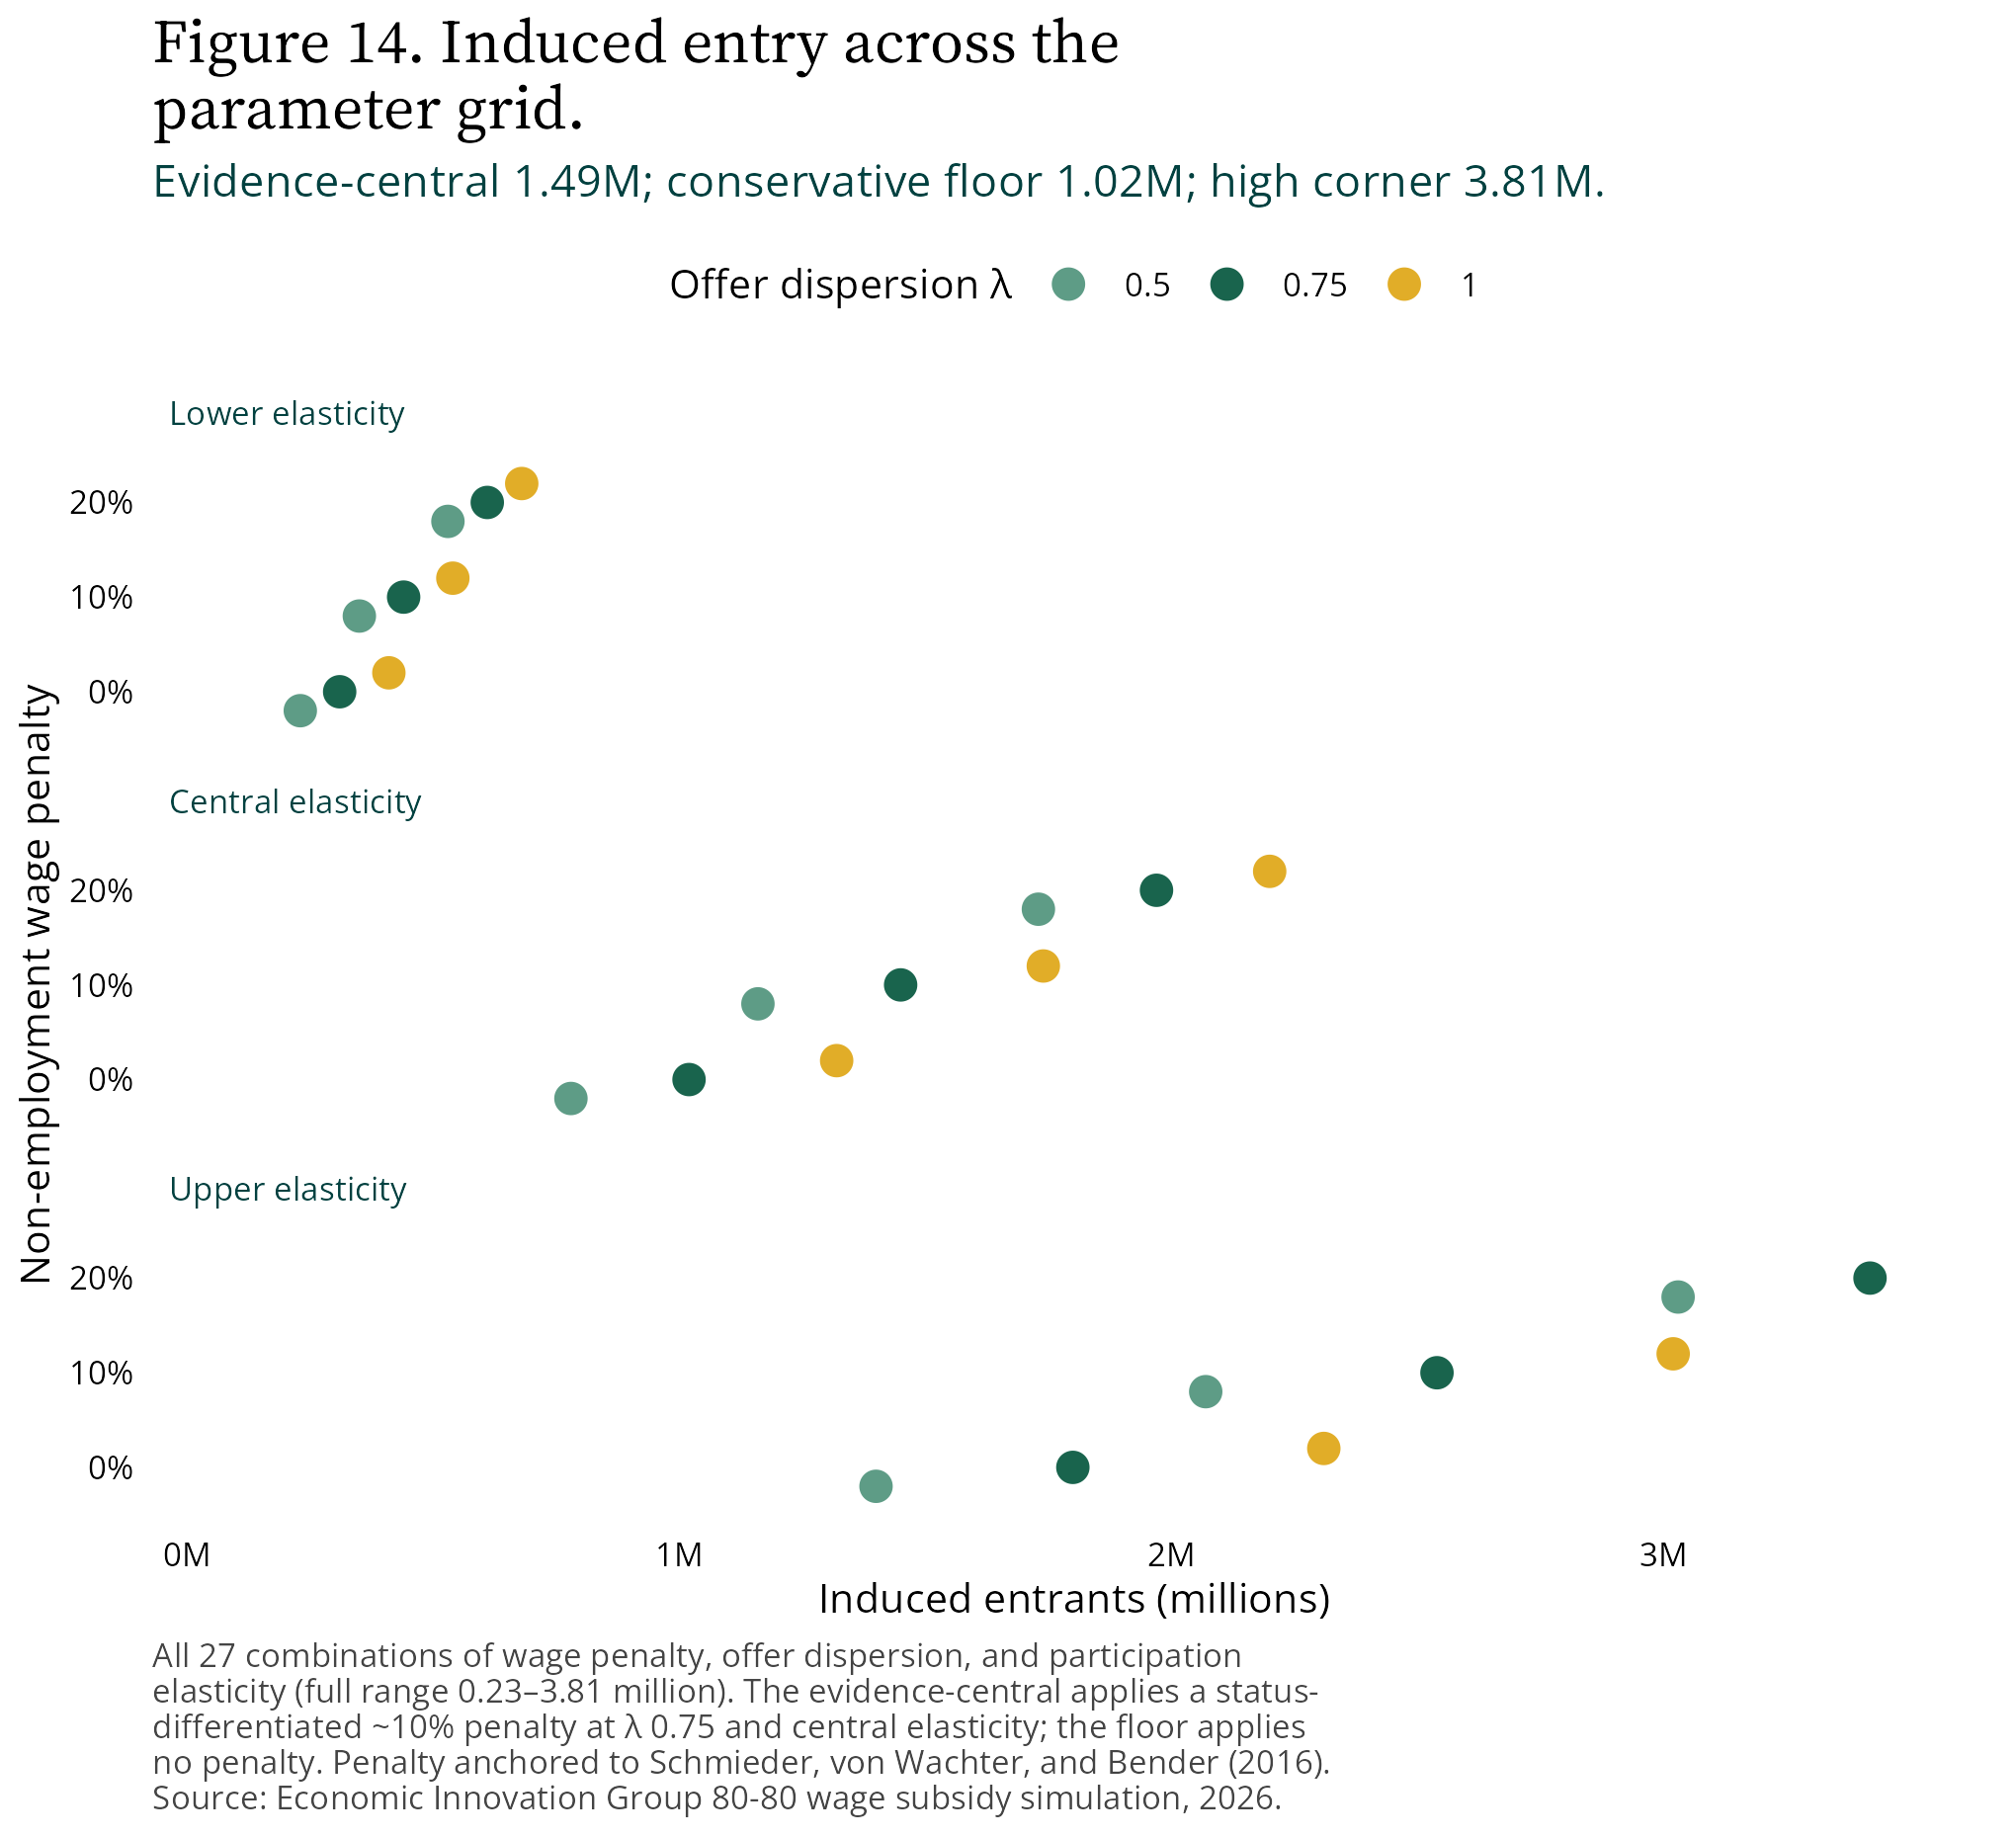 Figure 14. Induced entry across the
parameter grid.
Evidence-central 1.49M; conservative floor 1.02M; high corner 3.81M.
Offer dispersion λ 0.5 0.75 1
Lower elasticity
20%
10%
0%
Central elasticity
20%
10%
0%
Upper elasticity
20%
10%
0%
Non-employment wage penalty
0M 1M 2M 3M
Induced entrants (millions)
All 27 combinations of wage penalty, offer dispersion, and participation
elasticity (full range 0.23–3.81 million). The evidence-central applies a status-
differentiated ~10% penalty at λ 0.75 and central elasticity; the floor applies
no penalty. Penalty anchored to Schmieder, von Wachter, and Bender (2016).
Source: Economic Innovation Group 80-80 wage subsidy simulation, 2026.